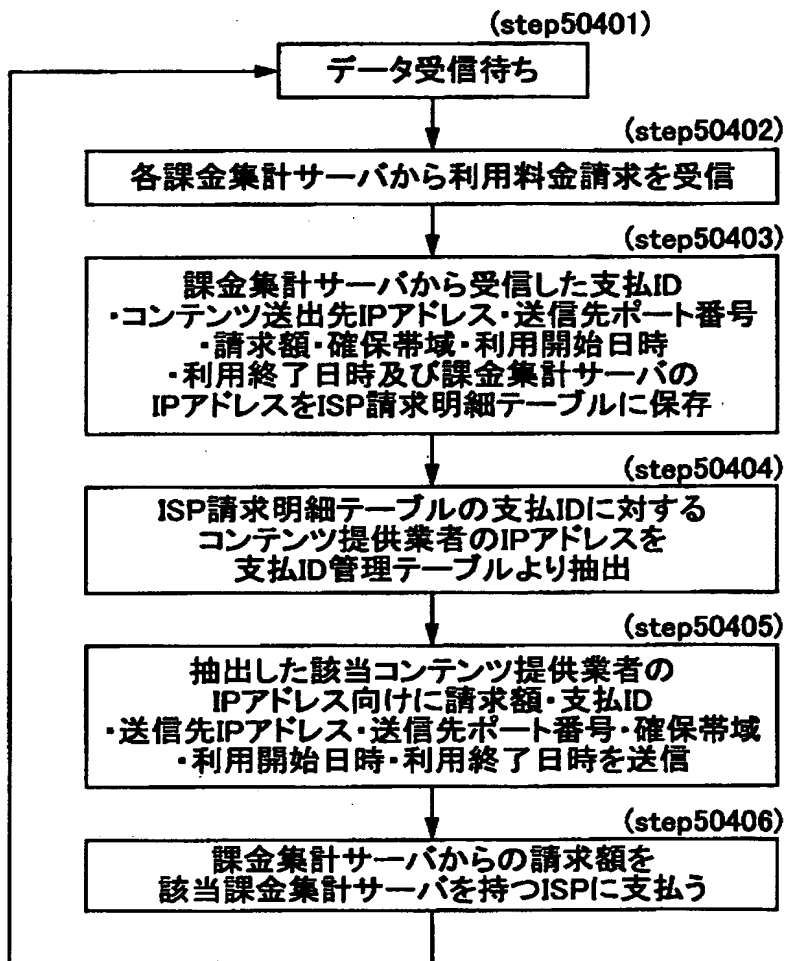 (step50401)
データ受信待ち
(step50402)
各課金集計サーバから利用料金請求を受信
(step50403)
課金集計サーバから受信した支払ID
・コンテンツ送出先IPアドレス・送信先ポート番号
・請求額・確保帯域・利用開始日時
・利用終了日時及び課金集計サーバの
IPアドレスをISP請求明細テーブルに保存
(step50404)
ISP請求明細テーブルの支払IDに対する
コンテンツ提供業者のIPアドレスを
支払ID管理テーブルより抽出
(step50405)
抽出した該当コンテンツ提供業者の
IPアドレス向けに請求額・支払ID
・送信先IPアドレス・送信先ポート番号・確保帯域
・利用開始日時・利用終了日時を送信
(step50406)
課金集計サーバからの請求額を
該当課金集計サーバを持つISPに支払う